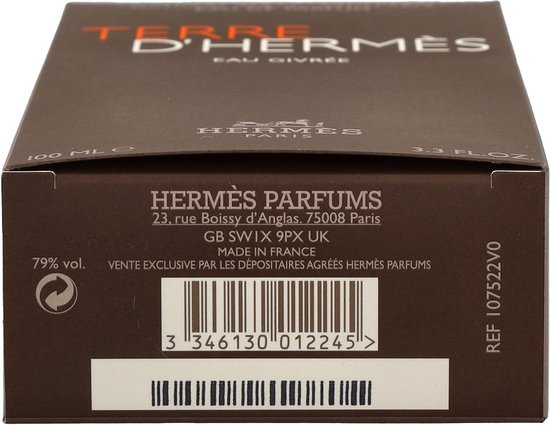 TERRE
D'HERMÈS
EAU GIVRÉE
HERMÈS
PARIS
100 ML ℮ 3.3 FL.OZ.
HERMÈS PARFUMS
23, rue Boissy d'Anglas. 75008 Paris
GB SW1X 9PX UK
MADE IN FRANCE
79% vol. VENTE EXCLUSIVE PAR LES DÉPOSITAIRES AGRÉÉS HERMÈS PARFUMS
3 346130 012245 >
REF 107522V0